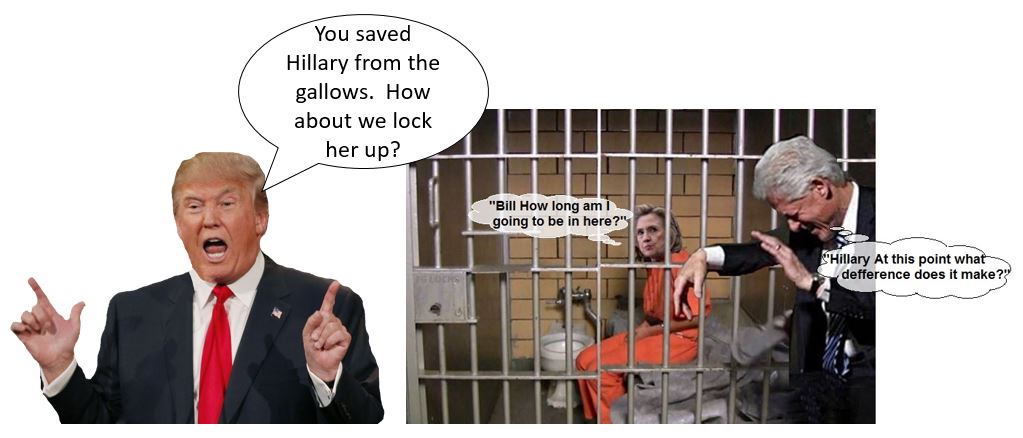 You saved
Hillary from the
gallows.  How
about we lock
her up?
"Bill How long am I
going to be in here?"
"Hillary At this point what
defference does it make?"